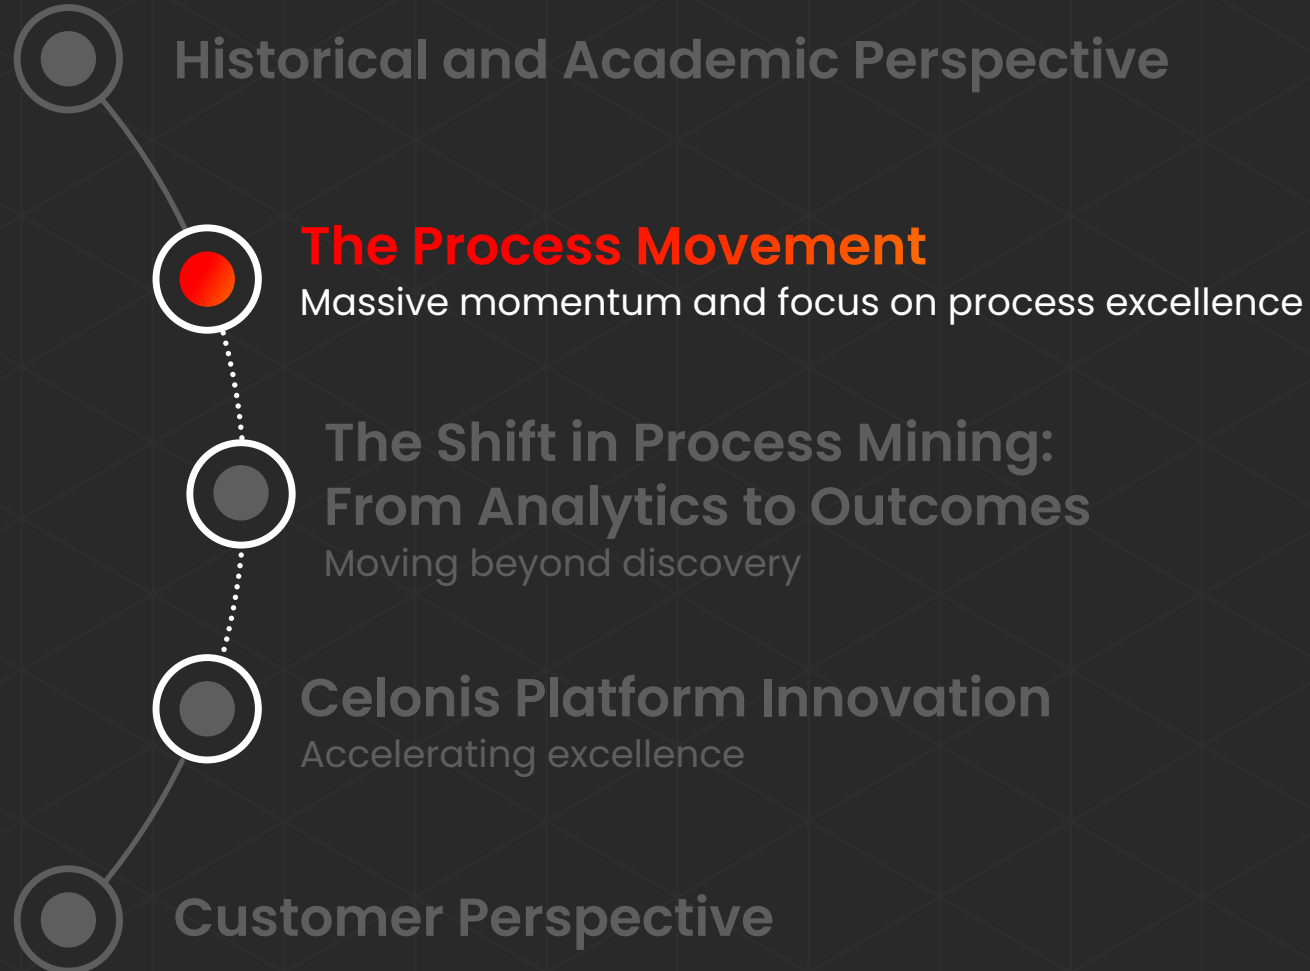 Historical and Academic Perspective
The Process Movement
Massive momentum and focus on process excellence
The Shift in Process Mining:
From Analytics to Outcomes
Moving beyond discovery
Celonis Platform Innovation
Accelerating excellence
Customer Perspective